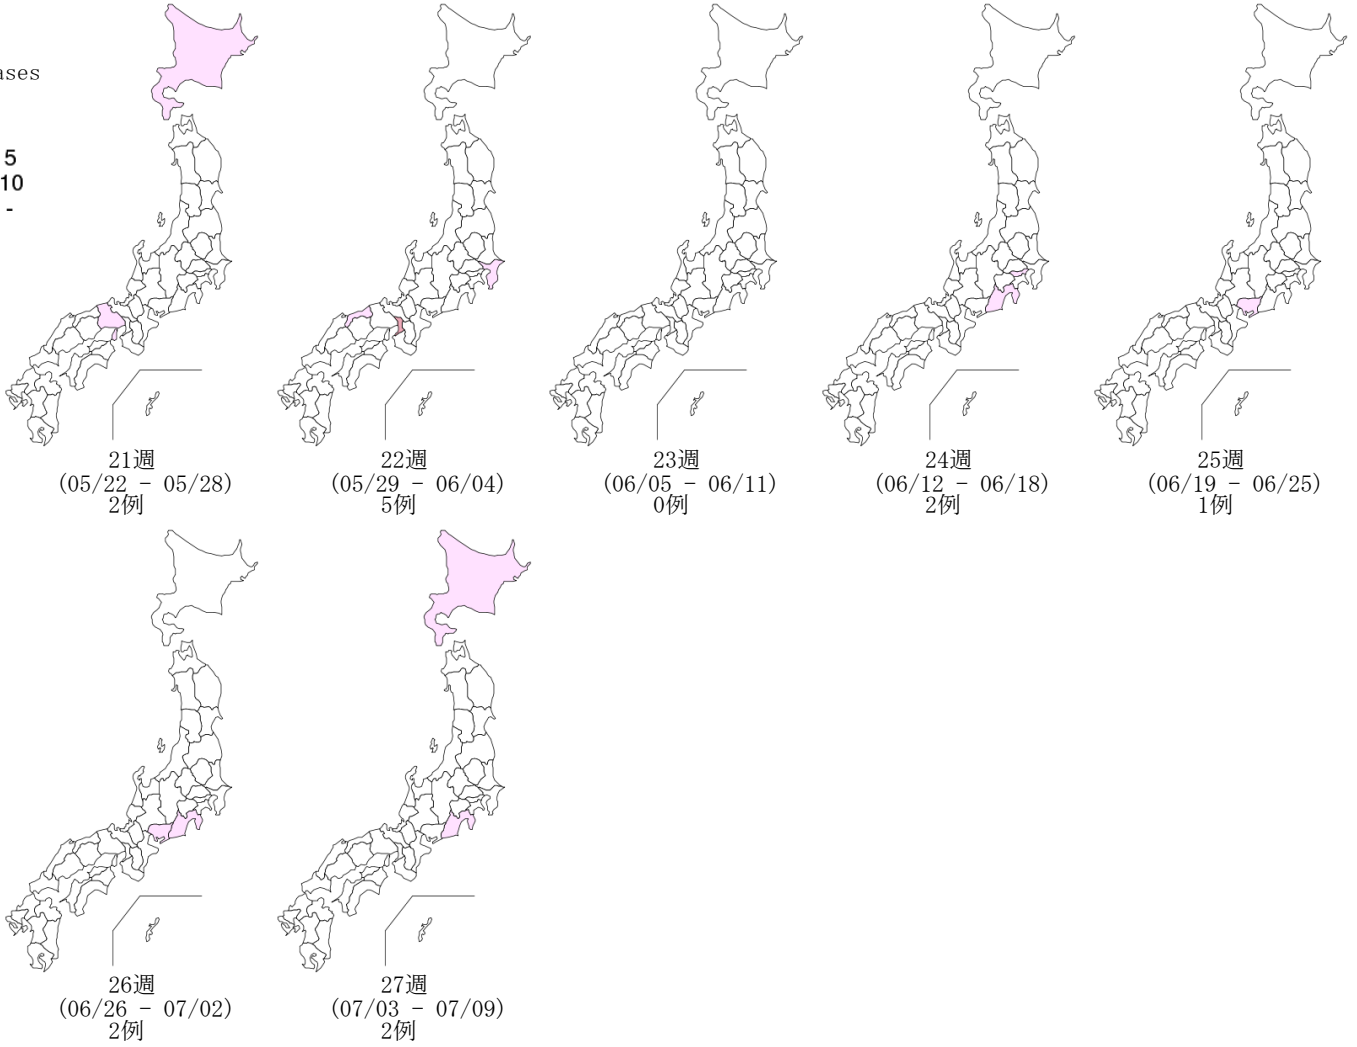 ases
5
10
-
21週
(05/22 - 05/28)
2例
22週
(05/29 - 06/04)
5例
23週
(06/05 - 06/11)
0例
24週
(06/12 - 06/18)
2例
25週
(06/19 - 06/25)
1例
26週
(06/26 - 07/02)
2例
27週
(07/03 - 07/09)
2例